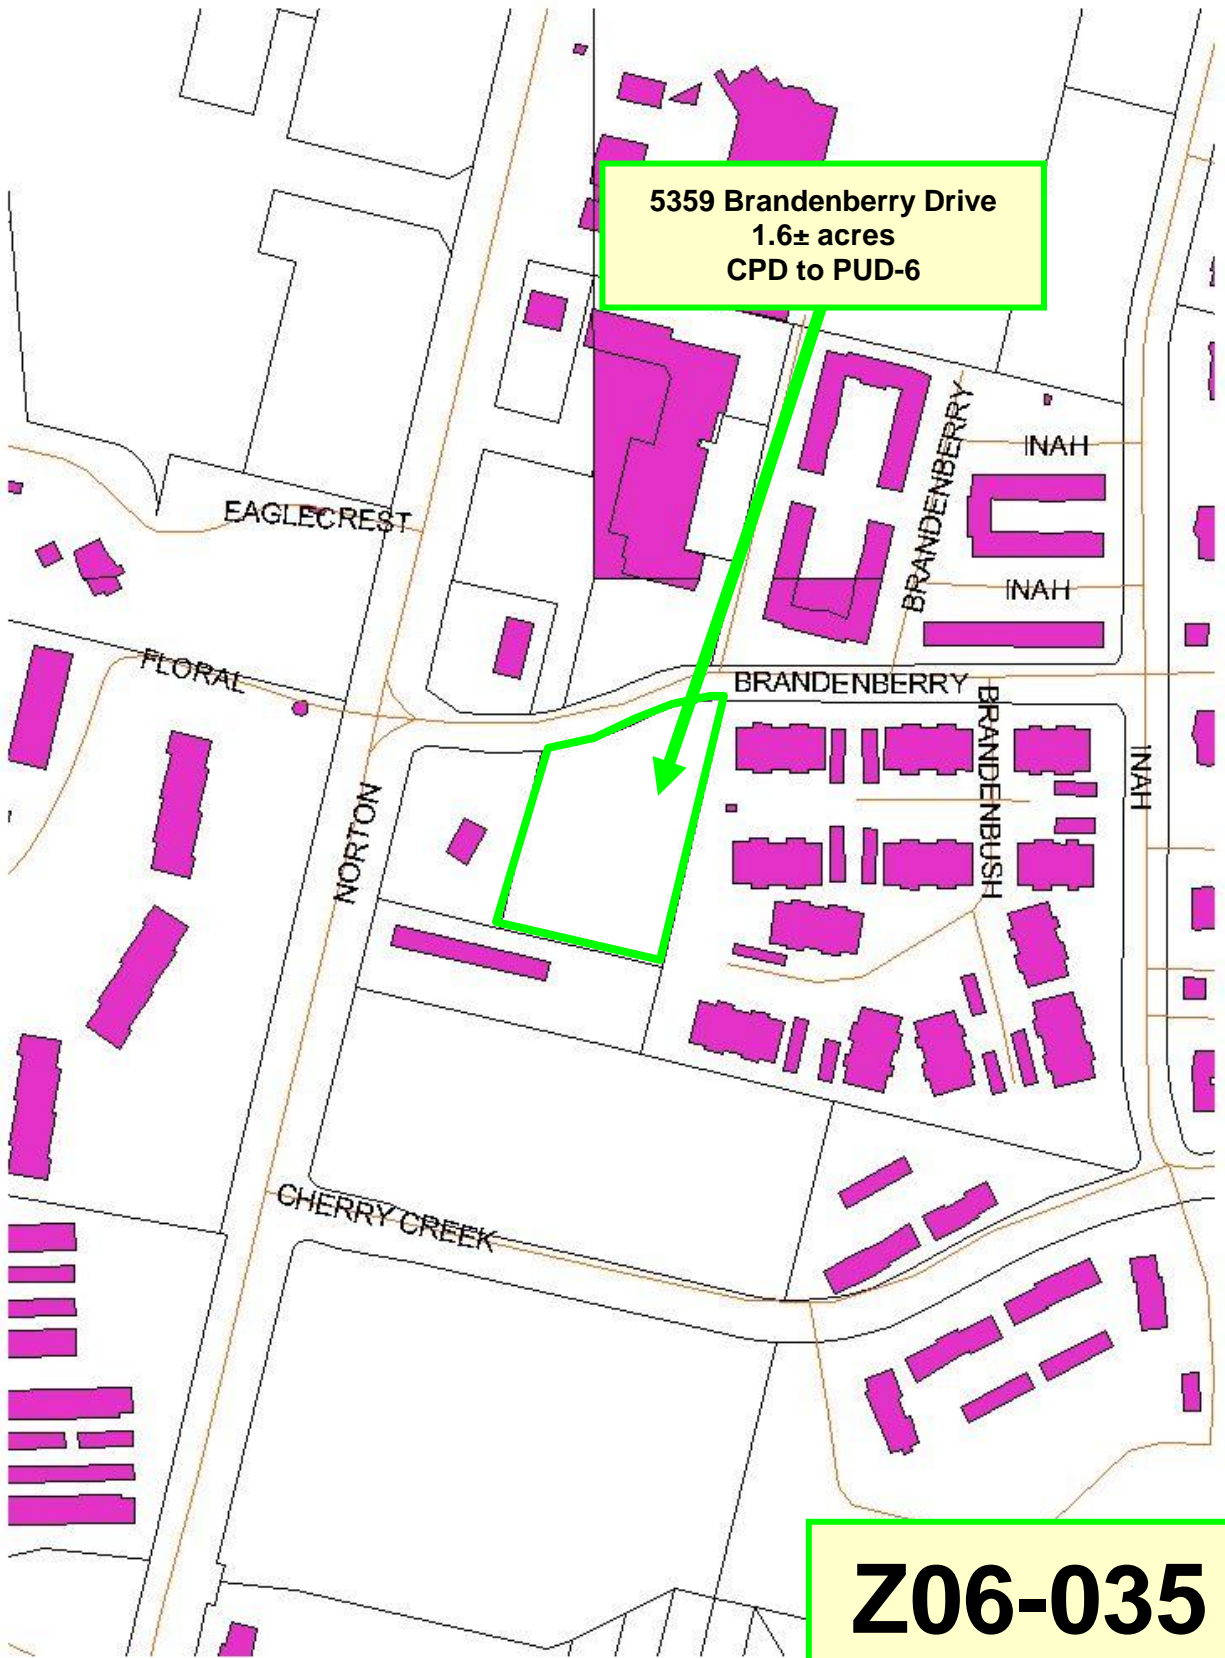 5359 Brandenberry Drive
1.6± acres
CPD to PUD-6
BRANDENBERRY
INAH
EAGLECREST
INAH
FLORAL
BRANDENBERRY
BRANDENBUSH
INAH
NORTON
CHERRY CREEK
Z06-035